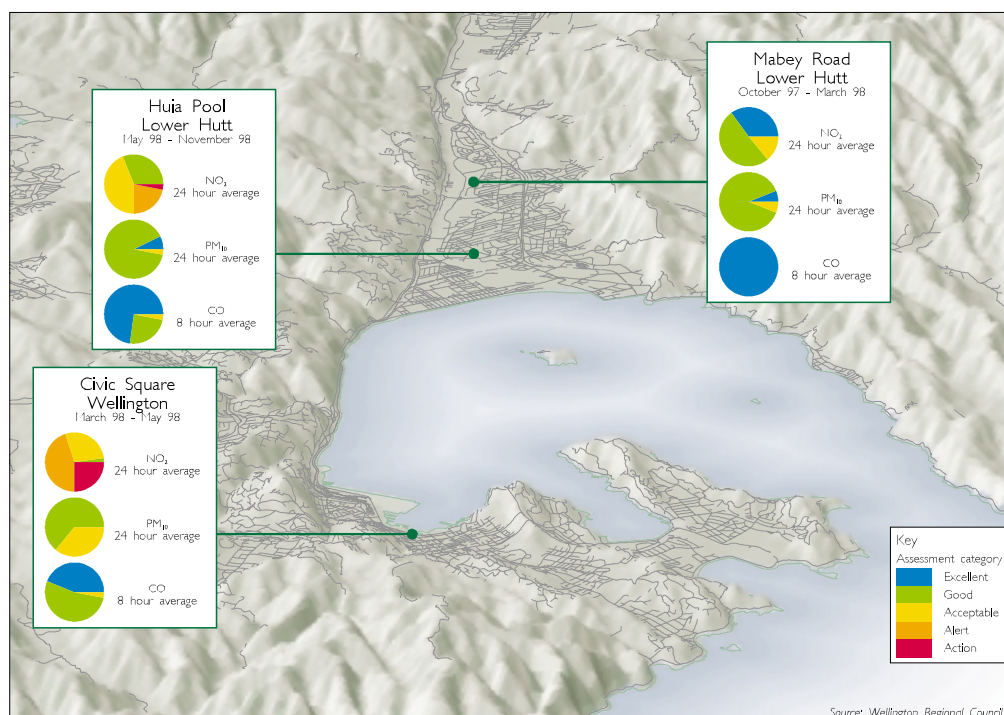 Huia Pool
Lower Hutt
May 98 - November 98
NO₂
24 hour average
PM₁₀
24 hour average
CO
8 hour average
Mabey Road
Lower Hutt
October 97 - March 98
NO₂
24 hour average
PM₁₀
24 hour average
CO
8 hour average
Civic Square
Wellington
March 98 - May 98
NO₂
24 hour average
PM₁₀
24 hour average
CO
8 hour average
Key
Assessment category
Excellent
Good
Acceptable
Alert
Action
Source: Wellington Regional Council